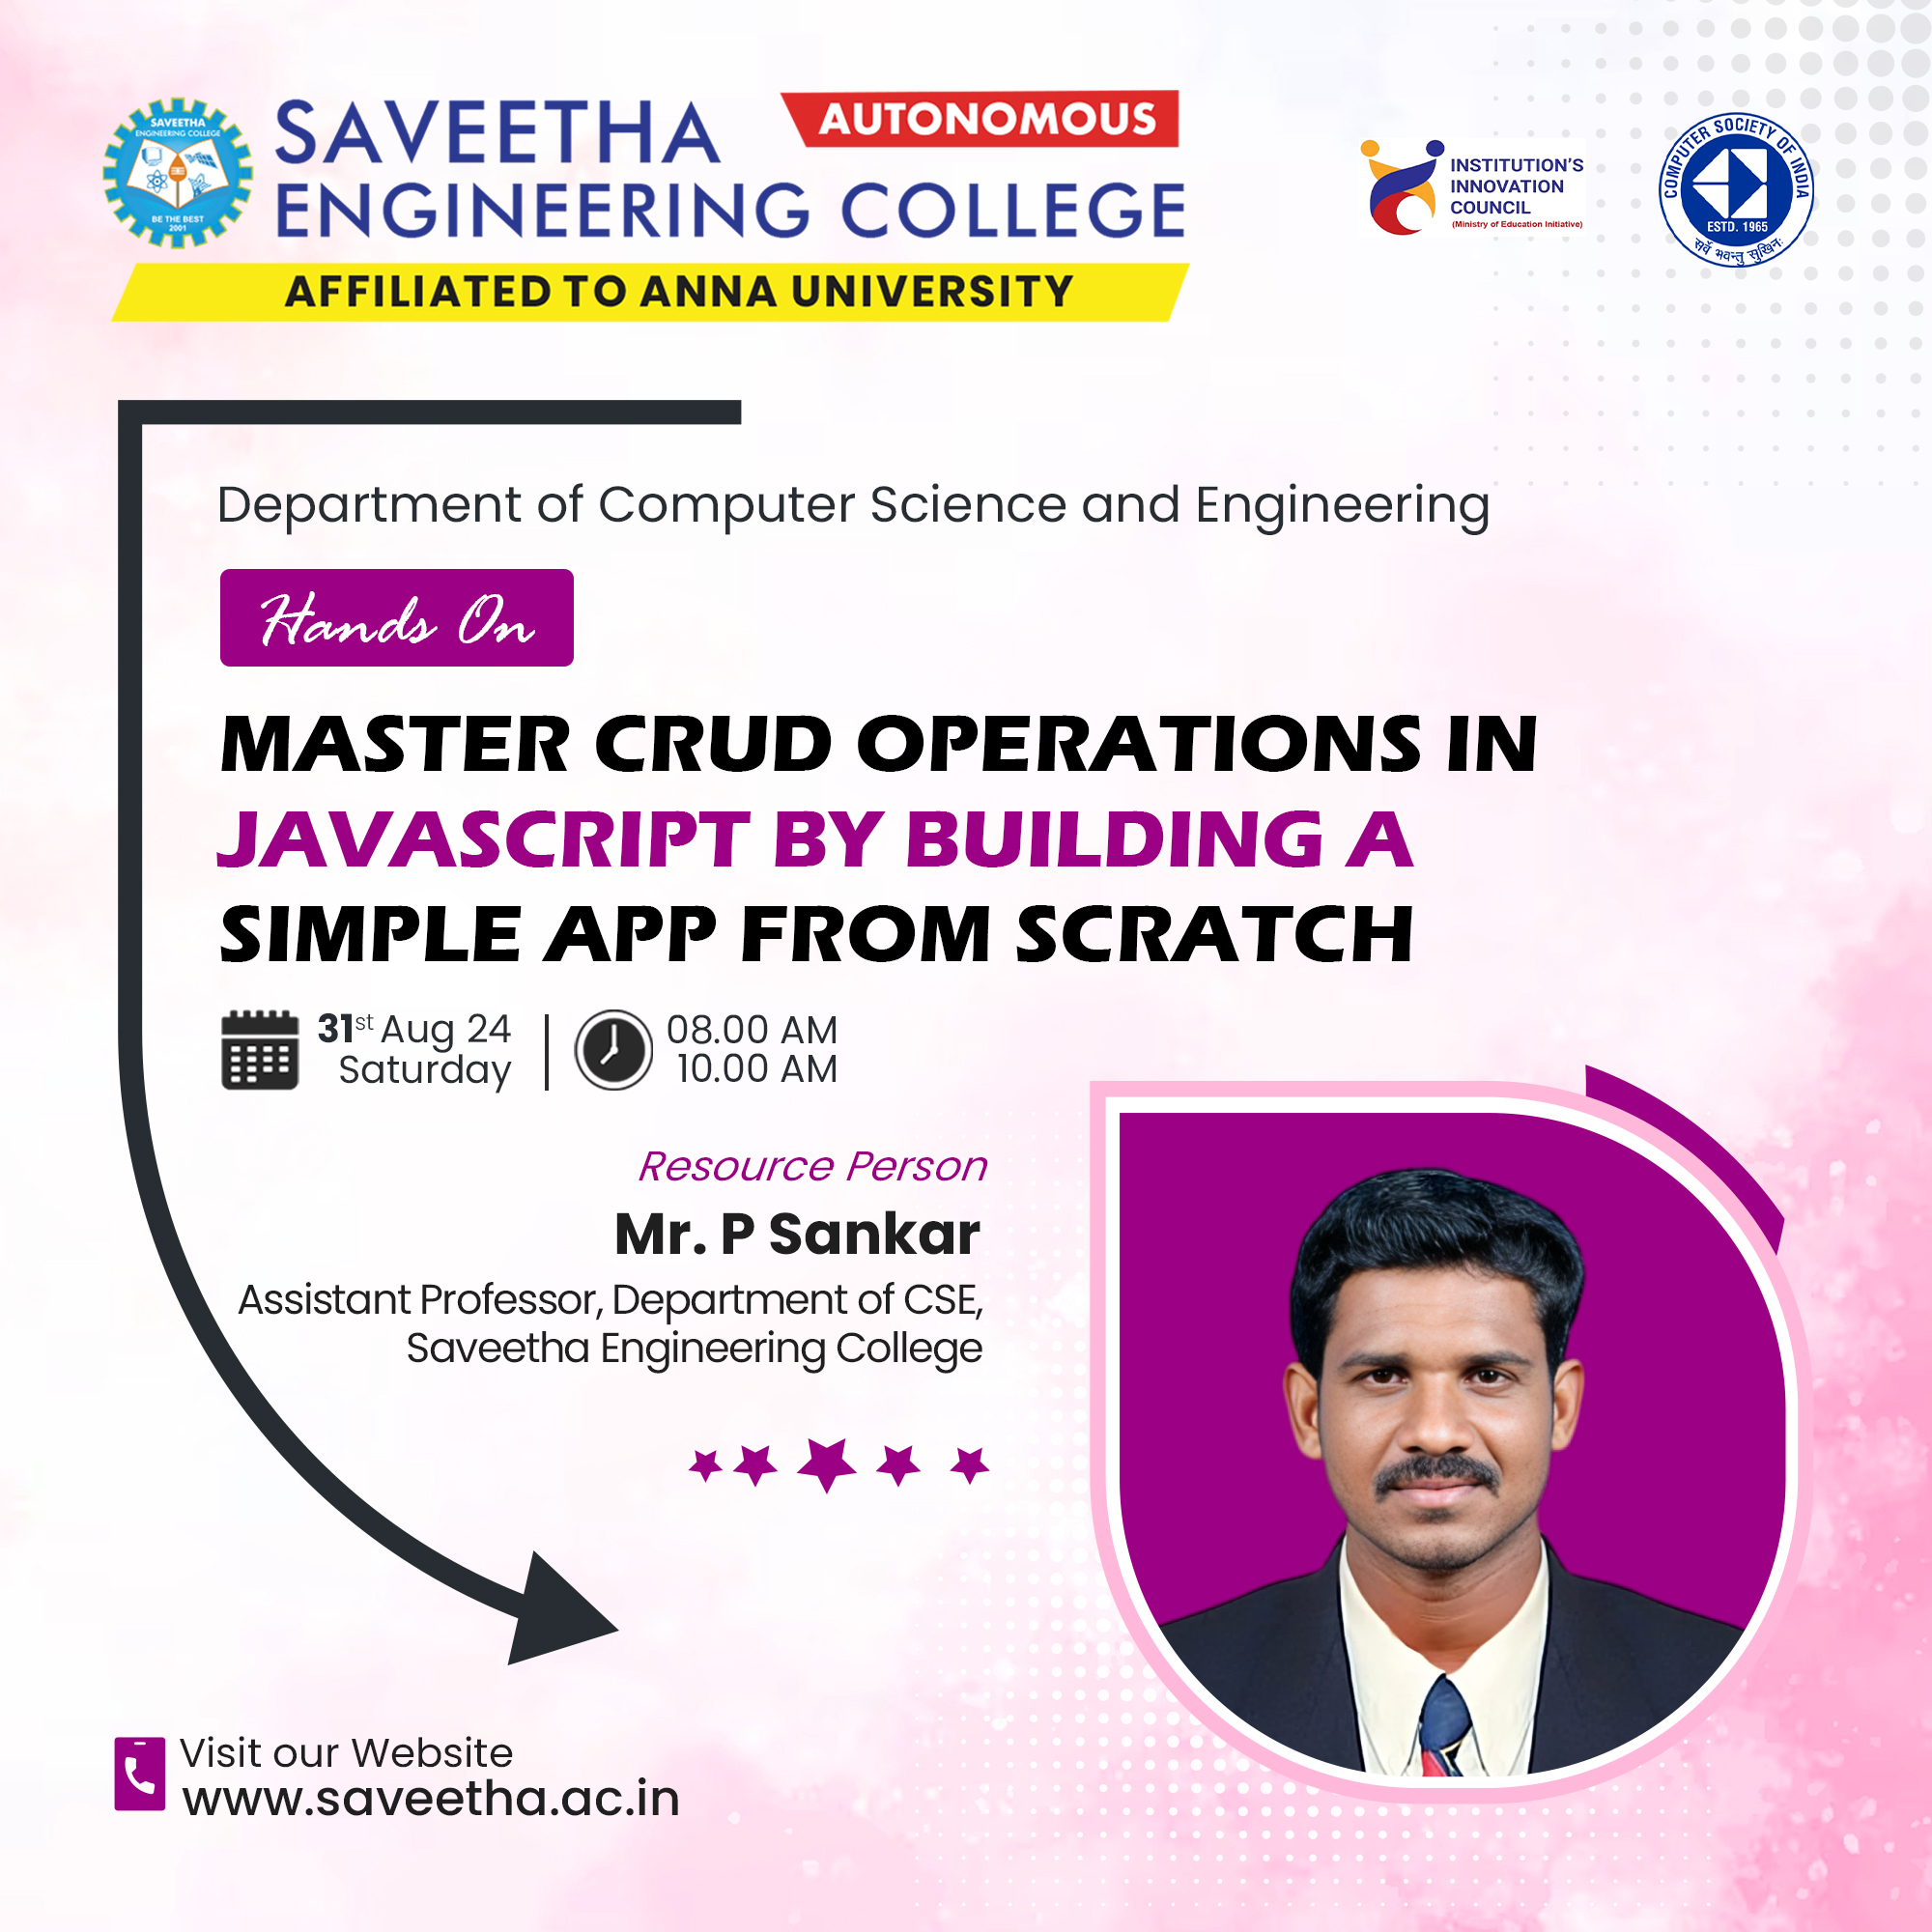 SAVEETHA
ENGINEERING COLLEGE
BE THE BEST
2001
SAVEETHA
AUTONOMOUS
ENGINEERING COLLEGE
AFFILIATED TO ANNA UNIVERSITY
INSTITUTION'S
INNOVATION
COUNCIL
(Ministry of Education Initiative)
COMPUTER SOCIETY OF INDIA
ESTD. 1965
सर्वे भवन्तु सुखिनः
Department of Computer Science and Engineering
Hands On
MASTER CRUD OPERATIONS IN
JAVASCRIPT BY BUILDING A
SIMPLE APP FROM SCRATCH
31st Aug 24
Saturday
08.00 AM
10.00 AM
Resource Person
Mr. P Sankar
Assistant Professor, Department of CSE,
Saveetha Engineering College
Visit our Website
www.saveetha.ac.in